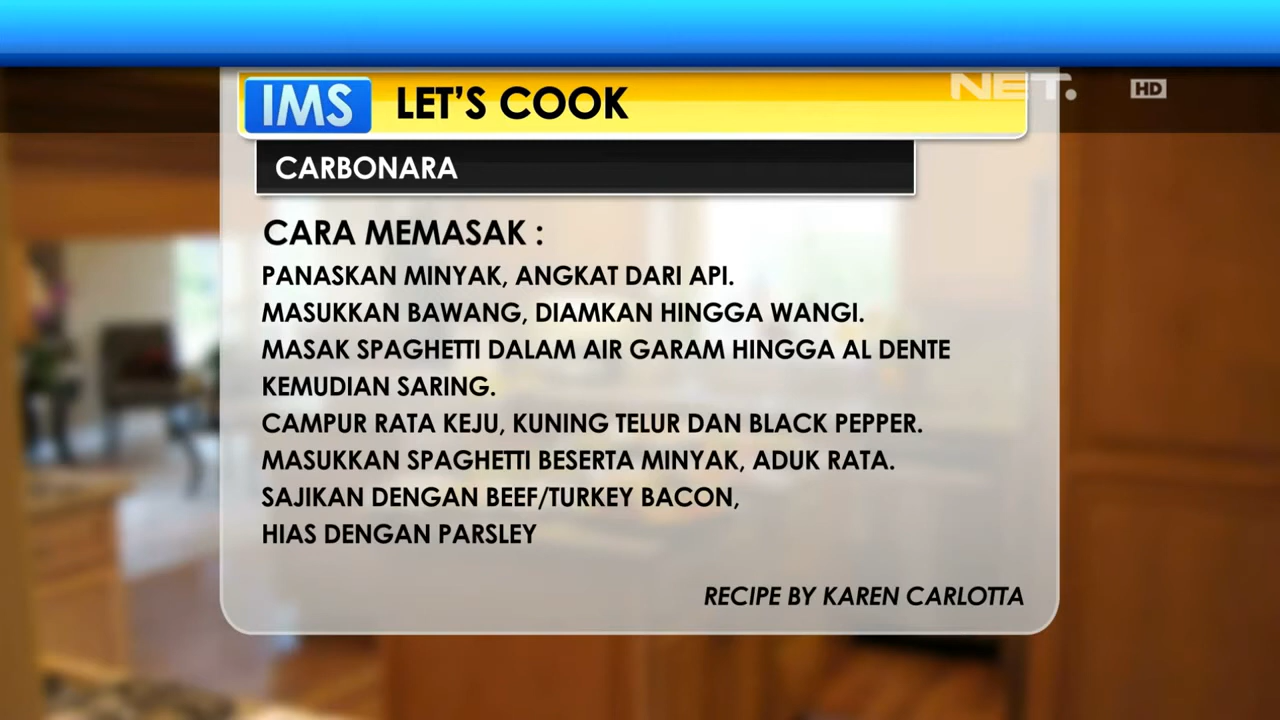 NET.
HD
IMS LET'S COOK
CARBONARA
CARA MEMASAK :
PANASKAN MINYAK, ANGKAT DARI API.
MASUKKAN BAWANG, DIAMKAN HINGGA WANGI.
MASAK SPAGHETTI DALAM AIR GARAM HINGGA AL DENTE
KEMUDIAN SARING.
CAMPUR RATA KEJU, KUNING TELUR DAN BLACK PEPPER.
MASUKKAN SPAGHETTI BESERTA MINYAK, ADUK RATA.
SAJIKAN DENGAN BEEF/TURKEY BACON,
HIAS DENGAN PARSLEY
RECIPE BY KAREN CARLOTTA